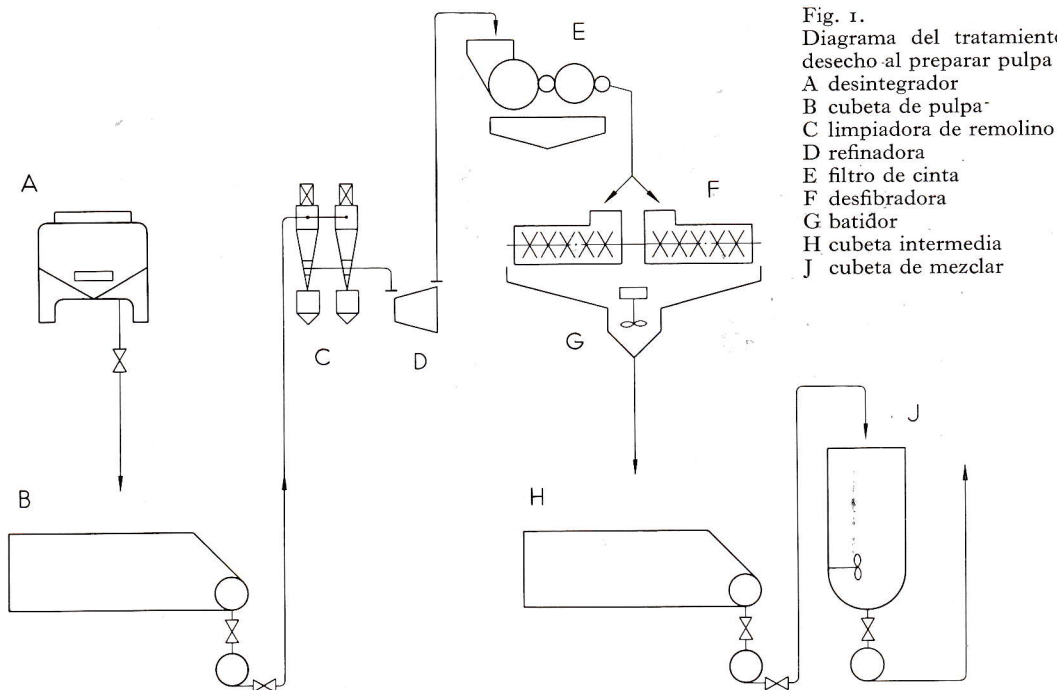 Fig. 1.
Diagrama del tratamiento
desecho al preparar pulpa
A desintegrador
B cubeta de pulpa
C limpiadora de remolino
D refinadora
E filtro de cinta
F desfibradora
G batidor
H cubeta intermedia
J cubeta de mezclar
A
B
C
D
E
F
G
H
J